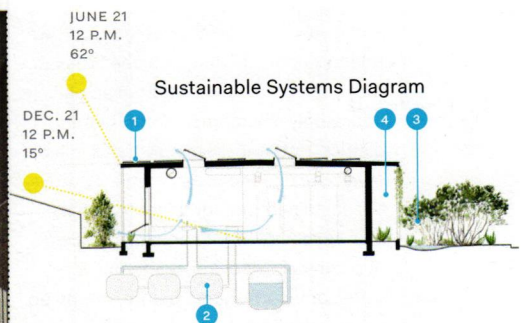 JUNE 21
12 P.M.
62°
Sustainable Systems Diagram
DEC. 21
12 P.M.
15°
1
4
3
2